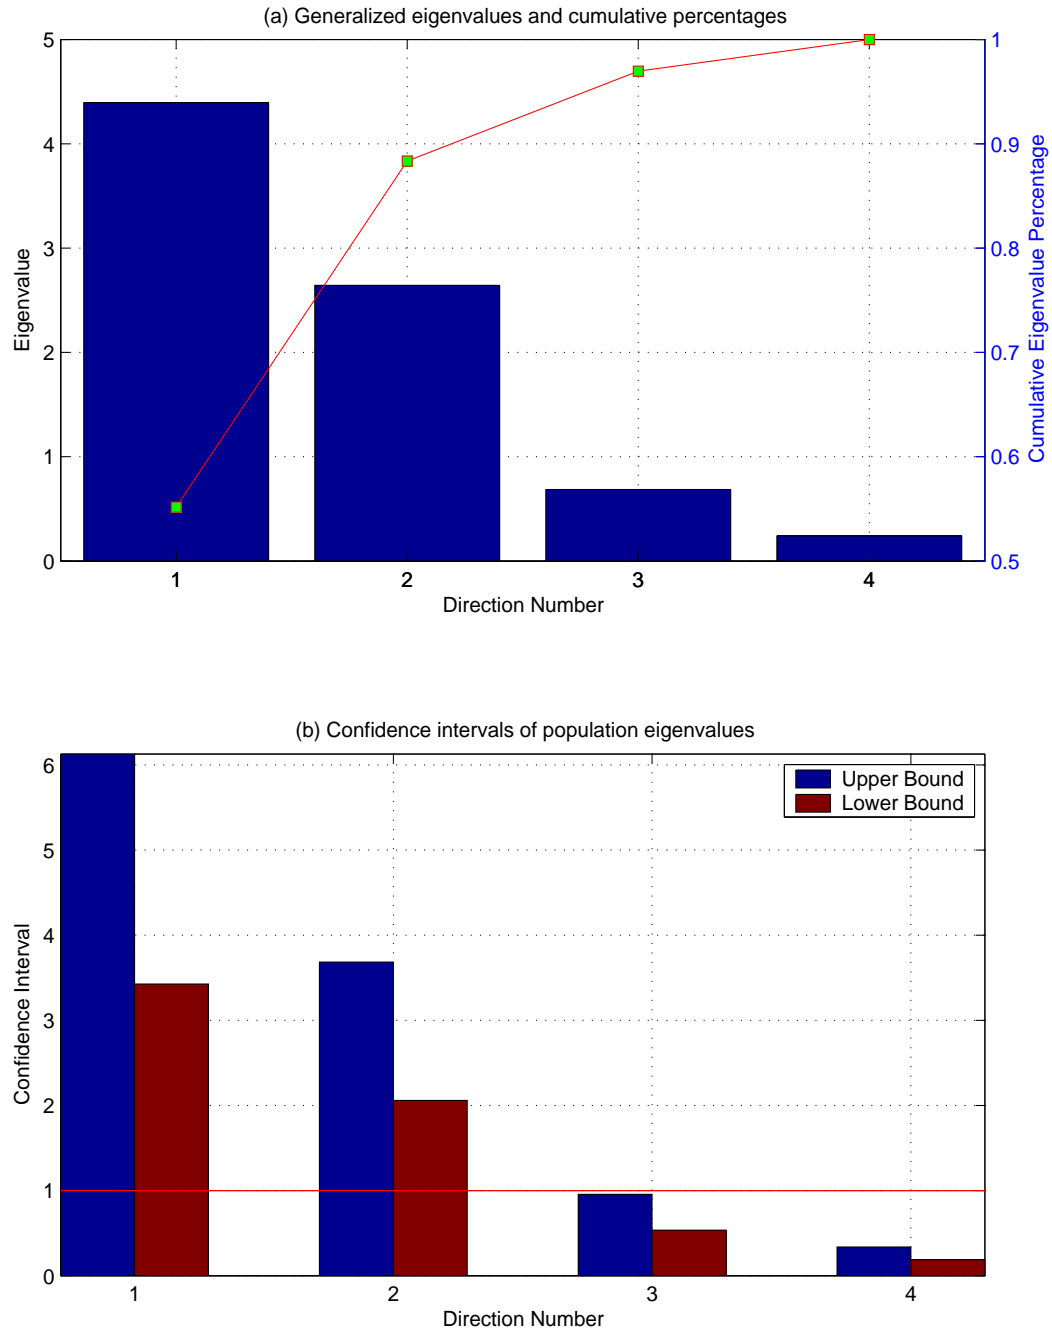 (a) Generalized eigenvalues and cumulative percentages
5
4
3
2
1
0
Eigenvalue
1
0.9
0.8
0.7
0.6
0.5
Cumulative Eigenvalue Percentage
1 2 3 4
Direction Number
(b) Confidence intervals of population eigenvalues
Upper Bound
Lower Bound
6
5
4
3
2
1
0
Confidence Interval
1 2 3 4
Direction Number